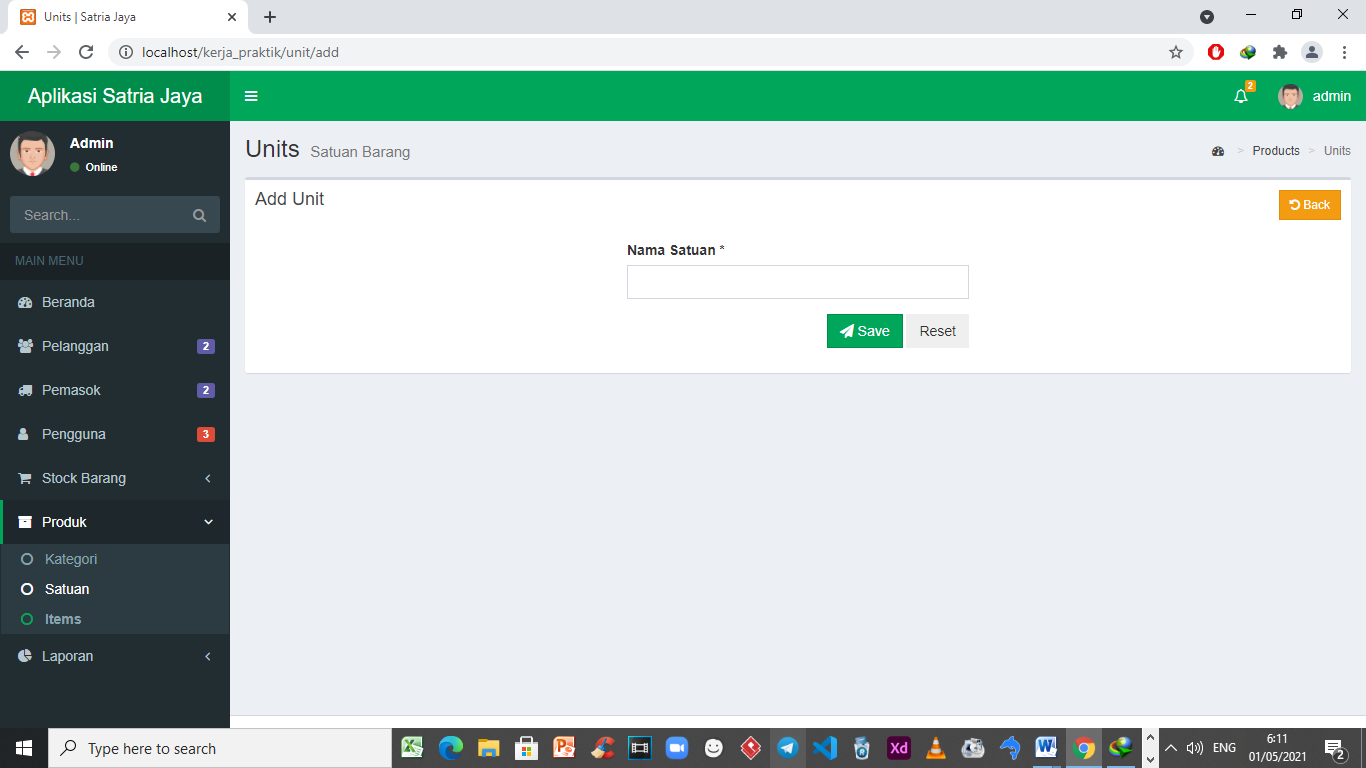 Units | Satria Jaya
localhost/kerja_praktik/unit/add
Aplikasi Satria Jaya
2
admin
Admin
Online
Search...
MAIN MENU
Beranda
Pelanggan 2
Pemasok 2
Pengguna 3
Stock Barang
Produk
Kategori
Satuan
Items
Laporan
Units Satuan Barang
> Products > Units
Add Unit
Back
Nama Satuan *
Save Reset
Type here to search
Xd
ENG
6:11
01/05/2021
2